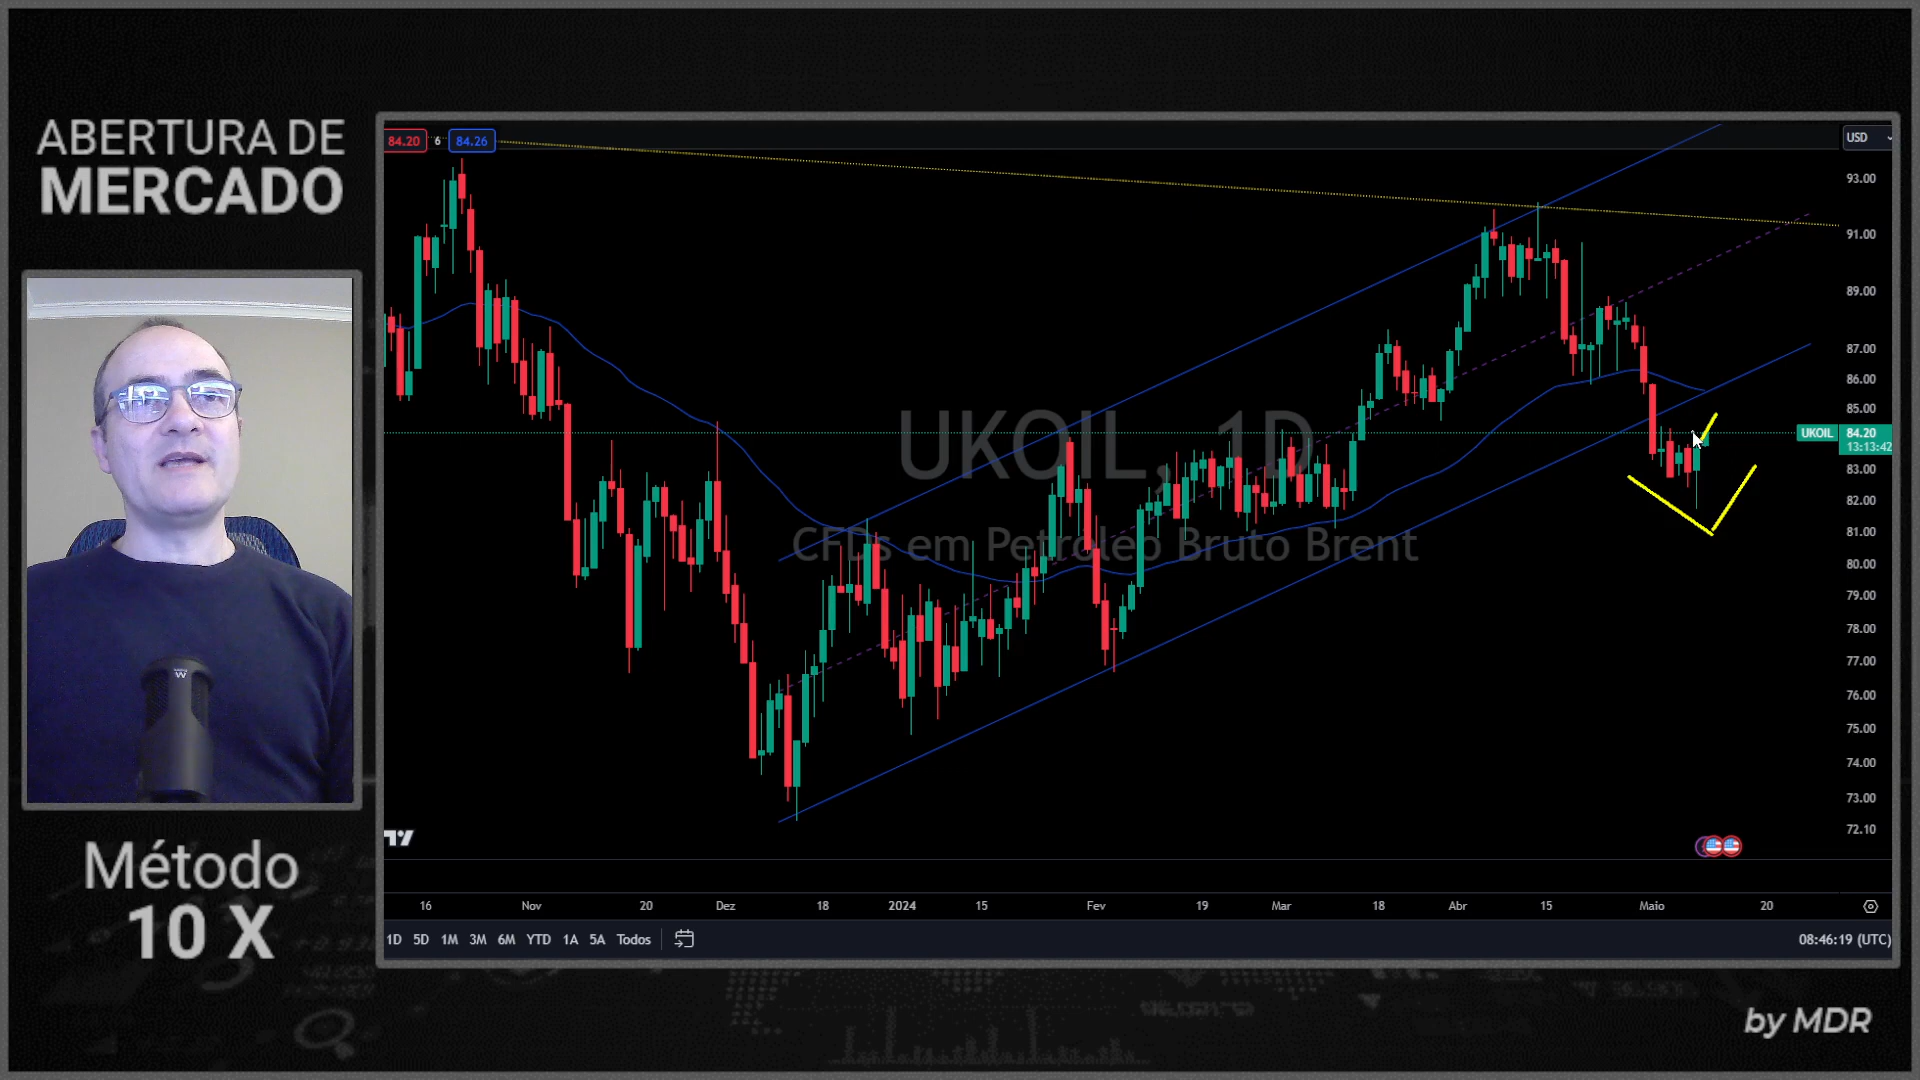 ABERTURA DE
MERCADO
84.20 6 84.26
USD
93.00
91.00
89.00
87.00
86.00
85.00
UKOIL 84.20
13:13:42
83.00
82.00
81.00
80.00
79.00
78.00
77.00
76.00
75.00
74.00
73.00
72.10
UKOIL, 1D
CFDs em Petróleo Bruto Brent
16 Nov 20 Dez 18 2024 15 Fev 19 Mar 18 Abr 15 Maio 20
1D 5D 1M 3M 6M YTD 1A 5A Todos
08:46:19 (UTC)
Método
10 X
by MDR